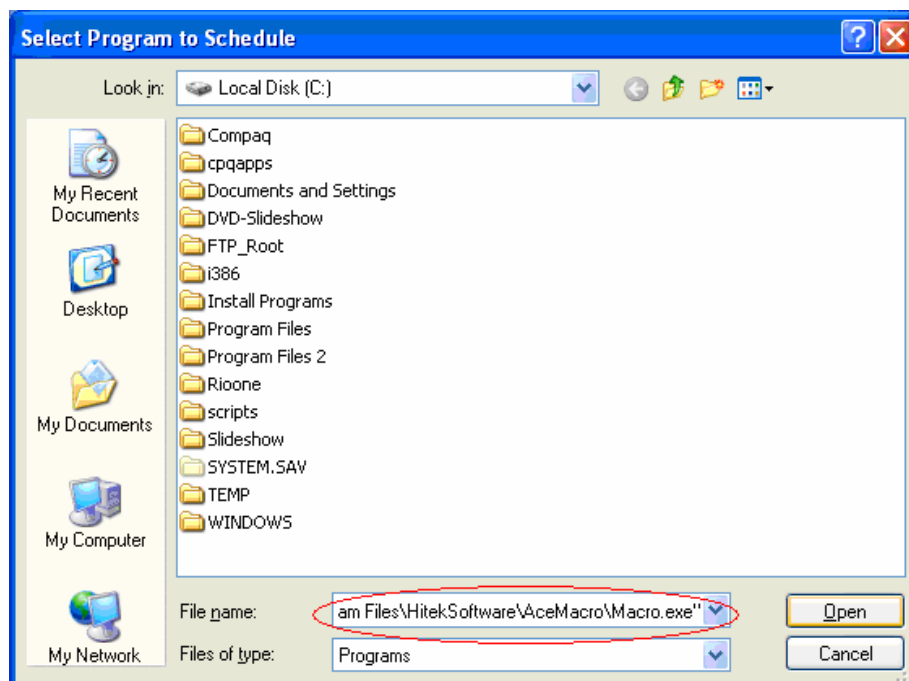 Select Program to Schedule
Look in:
Local Disk (C:)
My Recent
Documents
Desktop
My Documents
My Computer
My Network
Compaq
cpqapps
Documents and Settings
DVD-Slideshow
FTP_Root
i386
Install Programs
Program Files
Program Files 2
Rioone
scripts
Slideshow
SYSTEM.SAV
TEMP
WINDOWS
File name:
am Files\HitekSoftware\AceMacro\Macro.exe"
Open
Files of type:
Programs
Cancel